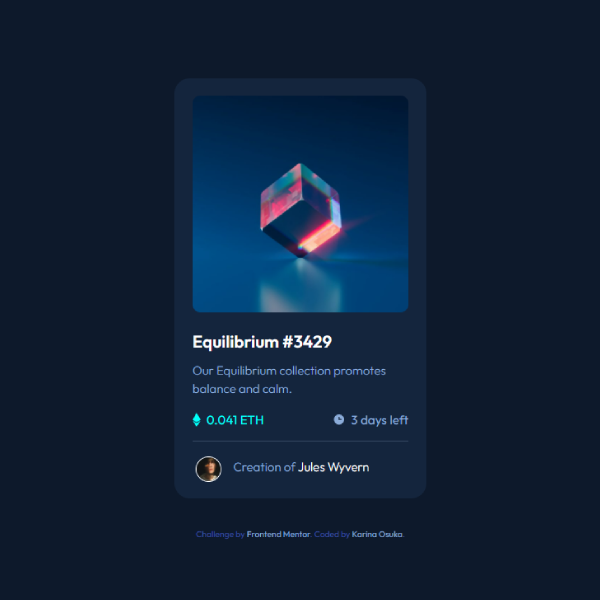 Equilibrium #3429
Our Equilibrium collection promotes
balance and calm.
0.041 ETH
3 days left
Creation of Jules Wyvern
Challenge by Frontend Mentor. Coded by Karina Osuka.